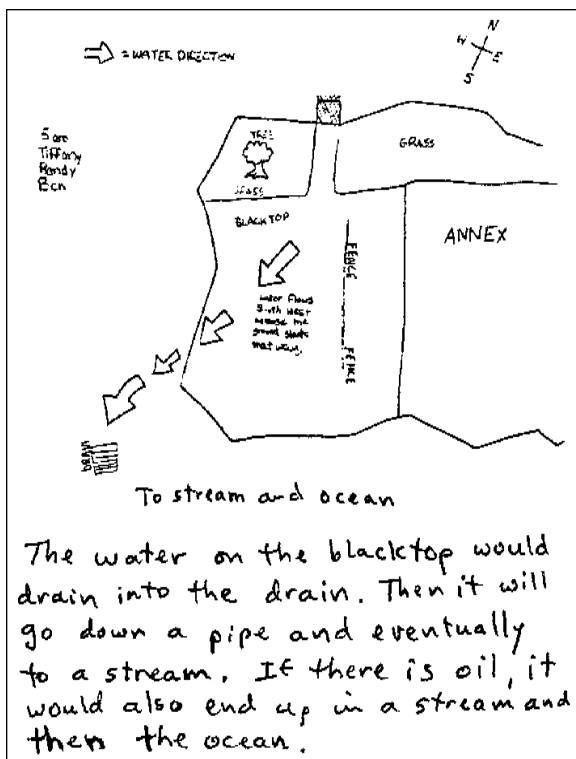 N
W
E
S
= WATER DIRECTION
Tiffany
Randy
TREE
GRASS
GRASS
BLACKTOP
ANNEX
FENCE
FENCE
water flows
south west
because the
ground slants
that way.
DRAIN
To stream and ocean
The water on the blacktop would
drain into the drain. Then it will
go down a pipe and eventually
to a stream. If there is oil, it
would also end up in a stream and
then the ocean.